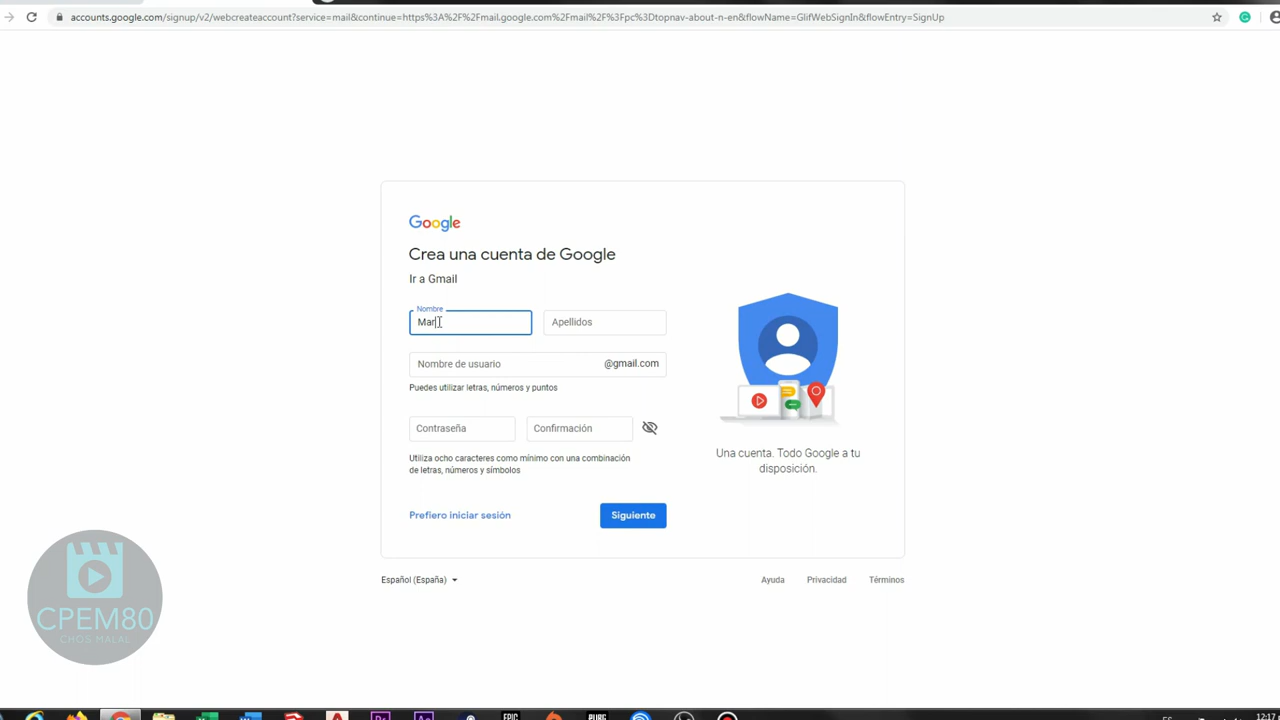 accounts.google.com/signup/v2/webcreateaccount?service=mail&continue=https%3A%2F%2Fmail.google.com%2Fmail%2F%3Fpc%3Dtopnav-about-n-en&flowName=GlifWebSignIn&flowEntry=SignUp
Google
Crea una cuenta de Google
Ir a Gmail
Nombre
Mar
Apellidos
Nombre de usuario @gmail.com
Puedes utilizar letras, números y puntos
Contraseña Confirmación
Utiliza ocho caracteres como mínimo con una combinación
de letras, números y símbolos
Prefiero iniciar sesión Siguiente
Una cuenta. Todo Google a tu
disposición.
Español (España) Ayuda Privacidad Términos
CPEM80
CHOS MALAL
EPIC PUBG ES 12:17